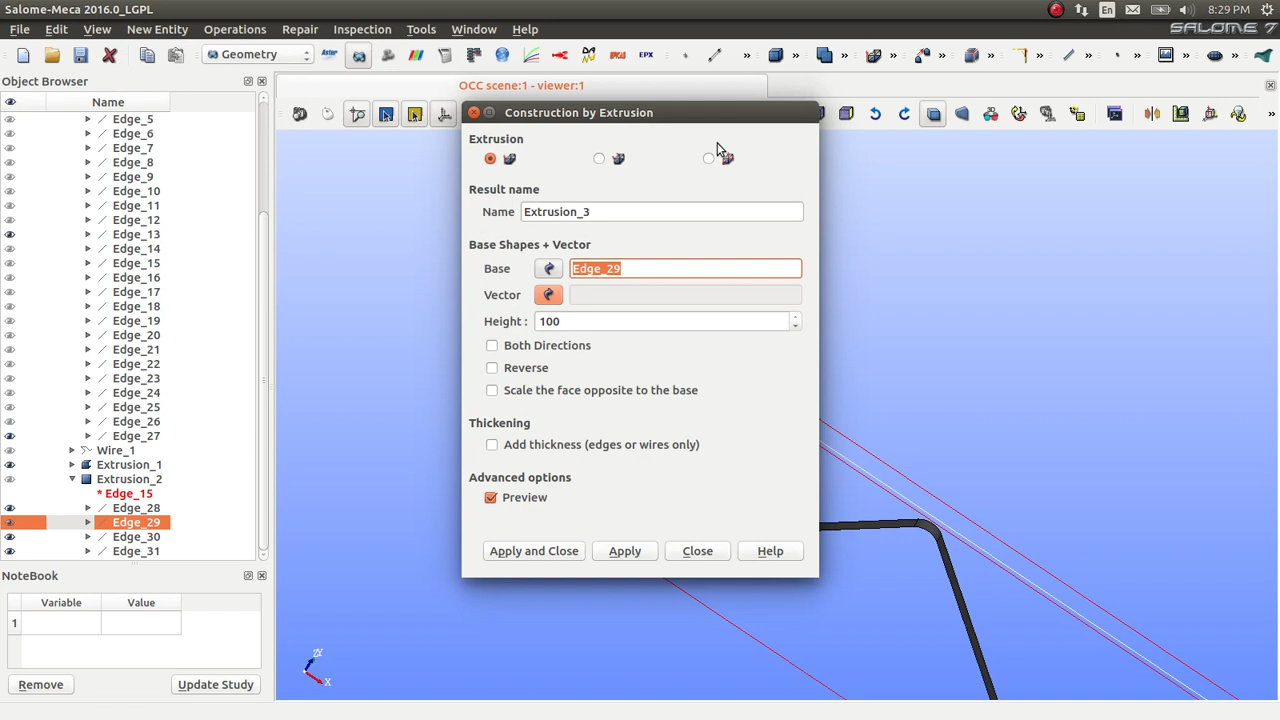 Salome-Meca 2016.0_LGPL
En
8:29 PM
File
Edit
View
New Entity
Operations
Repair
Inspection
Tools
Window
Help
SALOME 7
Aster
Geometry
EFICAS
EPX
Object Browser
Name
Edge_5
Edge_6
Edge_7
Edge_8
Edge_9
Edge_10
Edge_11
Edge_12
Edge_13
Edge_14
Edge_15
Edge_16
Edge_17
Edge_18
Edge_19
Edge_20
Edge_21
Edge_22
Edge_23
Edge_24
Edge_25
Edge_26
Edge_27
Wire_1
Extrusion_1
Extrusion_2
* Edge_15
Edge_28
Edge_29
Edge_30
Edge_31
NoteBook
Variable Value
1
Remove
Update Study
OCC scene:1 - viewer:1
Construction by Extrusion
Extrusion
Result name
Name Extrusion_3
Base Shapes + Vector
Base Edge_29
Vector
Height : 100
Both Directions
Reverse
Scale the face opposite to the base
Thickening
Add thickness (edges or wires only)
Advanced options
Preview
Apply and Close
Apply
Close
Help
X